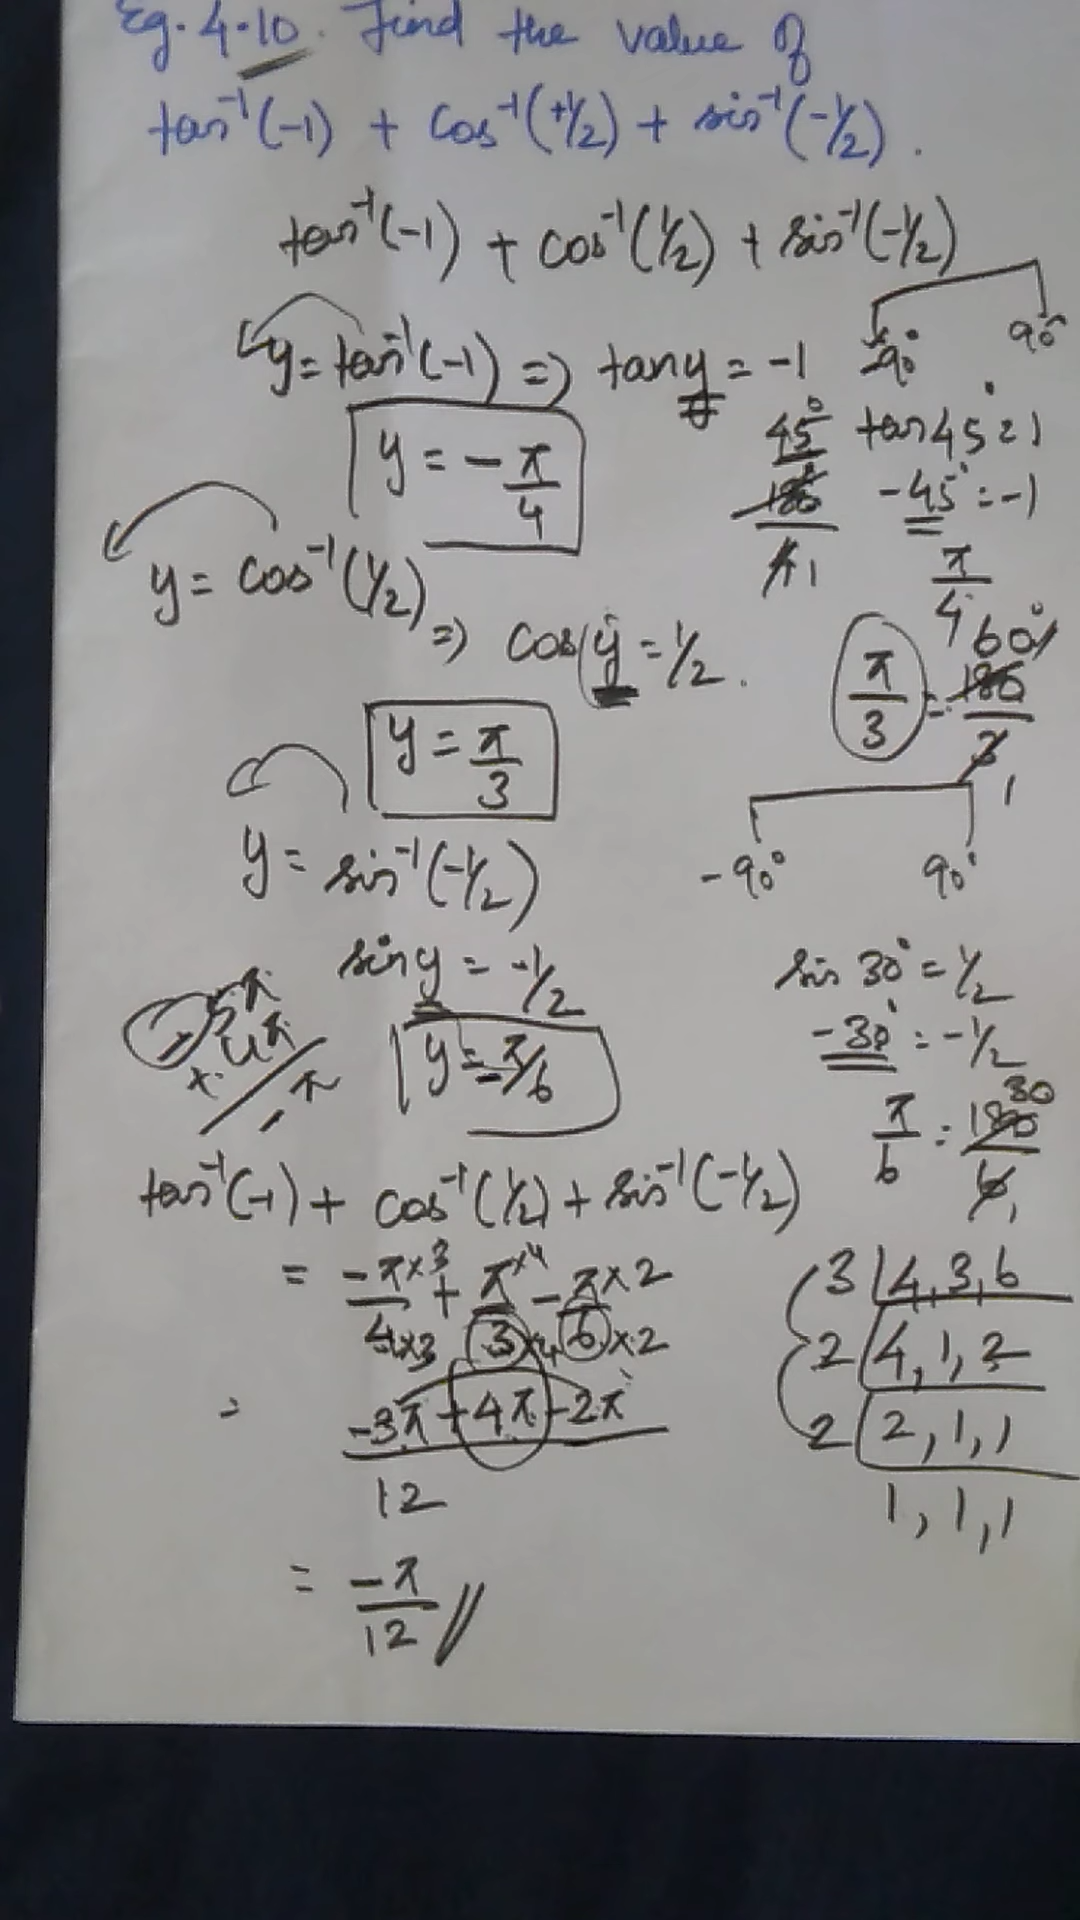 Eg. 4.10. Find the value of
tan⁻¹(-1) + cos⁻¹(+1/2) + sin⁻¹(-1/2).
tan⁻¹(-1) + cos⁻¹(1/2) + sin⁻¹(-1/2)
-90° 90°
y = tan⁻¹(-1) => tan y = -1
45° tan 45° = 1
y = -π/4
180/4 1 -45° = -1
π/4
y = cos⁻¹(1/2)
=> cos y = 1/2.
π/3 = 180/3 60° 1
y = π/3
-90° 90°
y = sin⁻¹(-1/2)
sin y = -1/2
sin 30° = 1/2
-30° = -1/2
y = -π/6
π/6 = 180/6 30 1
tan⁻¹(-1) + cos⁻¹(1/2) + sin⁻¹(-1/2)
= -π×3/4×3 + π×4/3×4 - π×2/6×2
3 | 4, 3, 6
2 | 4, 1, 2
= -3π + 4π - 2π / 12
2 | 2, 1, 1
1, 1, 1
= -π/12 //